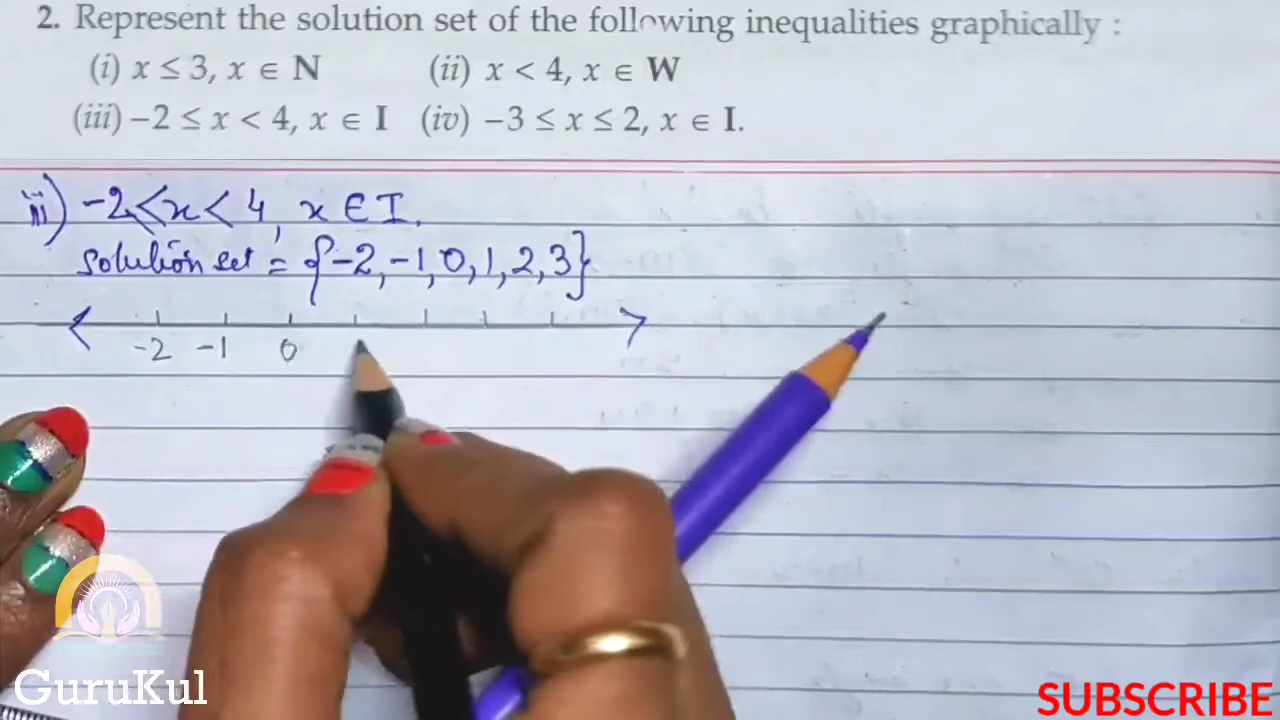 2. Represent the solution set of the following inequalities graphically :
(i) x ≤ 3, x ∈ N (ii) x < 4, x ∈ W
(iii) −2 ≤ x < 4, x ∈ I (iv) −3 ≤ x ≤ 2, x ∈ I.
iii) -2 ≤ x < 4, x ∈ I.
solution set = {-2, -1, 0, 1, 2, 3}
-2 -1 0
GuruKul
SUBSCRIBE